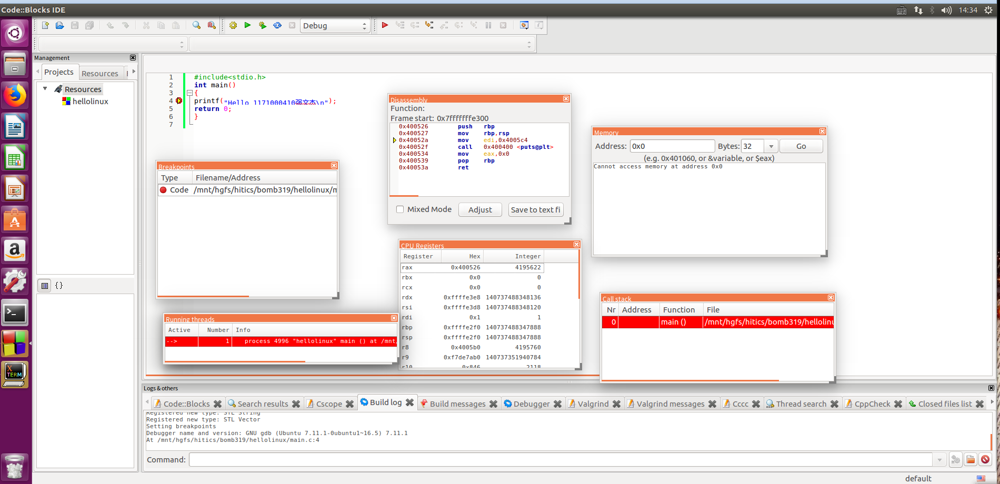 Code::Blocks IDE
14:34
Debug
Management
Projects
Resources
Resources
hellolinux
1 #include<stdio.h>
2 int main()
3 {
4 printf("Hello 1171000410强文杰\n");
5 return 0;
6 }
7
Breakpoints
Type Filename/Address
Code /mnt/hgfs/hitics/bomb319/hellolinux/m
Running threads
Active Number Info
--> 1 process 4996 "hellolinux" main () at /mnt/
Disassembly
Function:
Frame start: 0x7fffffffe300
0x400526 push rbp
0x400527 mov rbp,rsp
0x40052a mov edi,0x4005c4
0x40052f call 0x400400 <puts@plt>
0x400534 mov eax,0x0
0x400539 pop rbp
0x40053a ret
Mixed Mode Adjust Save to text fi
CPU Registers
Register Hex Integer
rax 0x400526 4195622
rbx 0x0 0
rcx 0x0 0
rdx 0xffffe3e8 140737488348136
rsi 0xffffe3d8 140737488348120
rdi 0x1 1
rbp 0xffffe2f0 140737488347888
rsp 0xffffe2f0 140737488347888
r8 0x4005b0 4195760
r9 0xf7de7ab0 140737351940784
r10 0x846 2118
Memory
Address: 0x0 Bytes: 32 Go
(e.g. 0x401060, or &variable, or $eax)
Cannot access memory at address 0x0
Call stack
Nr Address Function File
0 main () /mnt/hgfs/hitics/bomb319/hellolinu
Logs & others
Code::Blocks Search results Cscope Build log Build messages Debugger Valgrind Valgrind messages Cccc Thread search CppCheck Closed files list
Registered new type: STL String
Registered new type: STL Vector
Setting breakpoints
Debugger name and version: GNU gdb (Ubuntu 7.11.1-0ubuntu1~16.5) 7.11.1
At /mnt/hgfs/hitics/bomb319/hellolinux/main.c:4
Command:
default